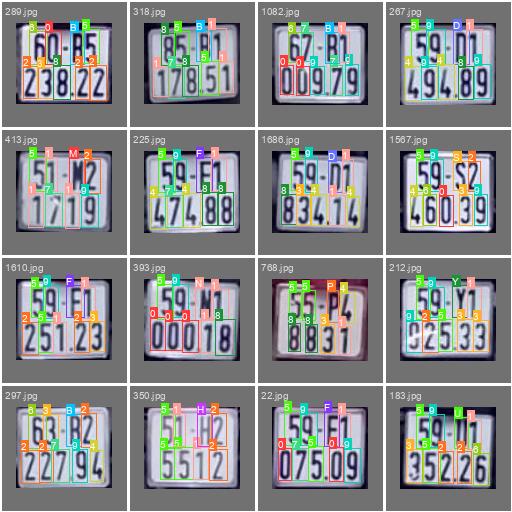 289.jpg
60-B5
238.22
318.jpg
85-B1
178 51
1082.jpg
67-B1
009.79
267.jpg
59-D1
494.89
413.jpg
51-M2
1719
225.jpg
59-F1
474.88
1686.jpg
59-D1
834.14
1567.jpg
59-S2
460.39
1610.jpg
59-F1
251.23
393.jpg
59-N1
000.18
768.jpg
55-P4
8831
212.jpg
59-Y1
025.33
297.jpg
63-B2
227.94
350.jpg
51-H2
5512
22.jpg
59-F1
075.09
183.jpg
59-U1
352.26